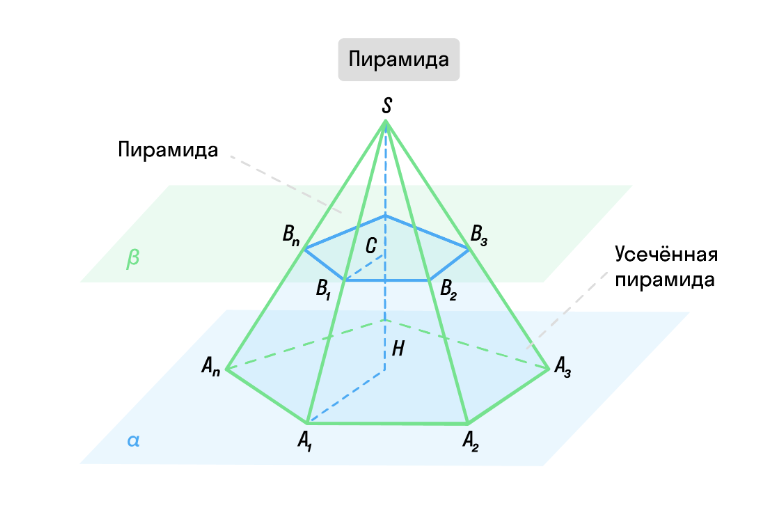 Пирамида
S
Пирамида
Bₙ
B₃
C
Усечённая
пирамида
β
B₁
B₂
H
Aₙ
A₃
α
A₁
A₂